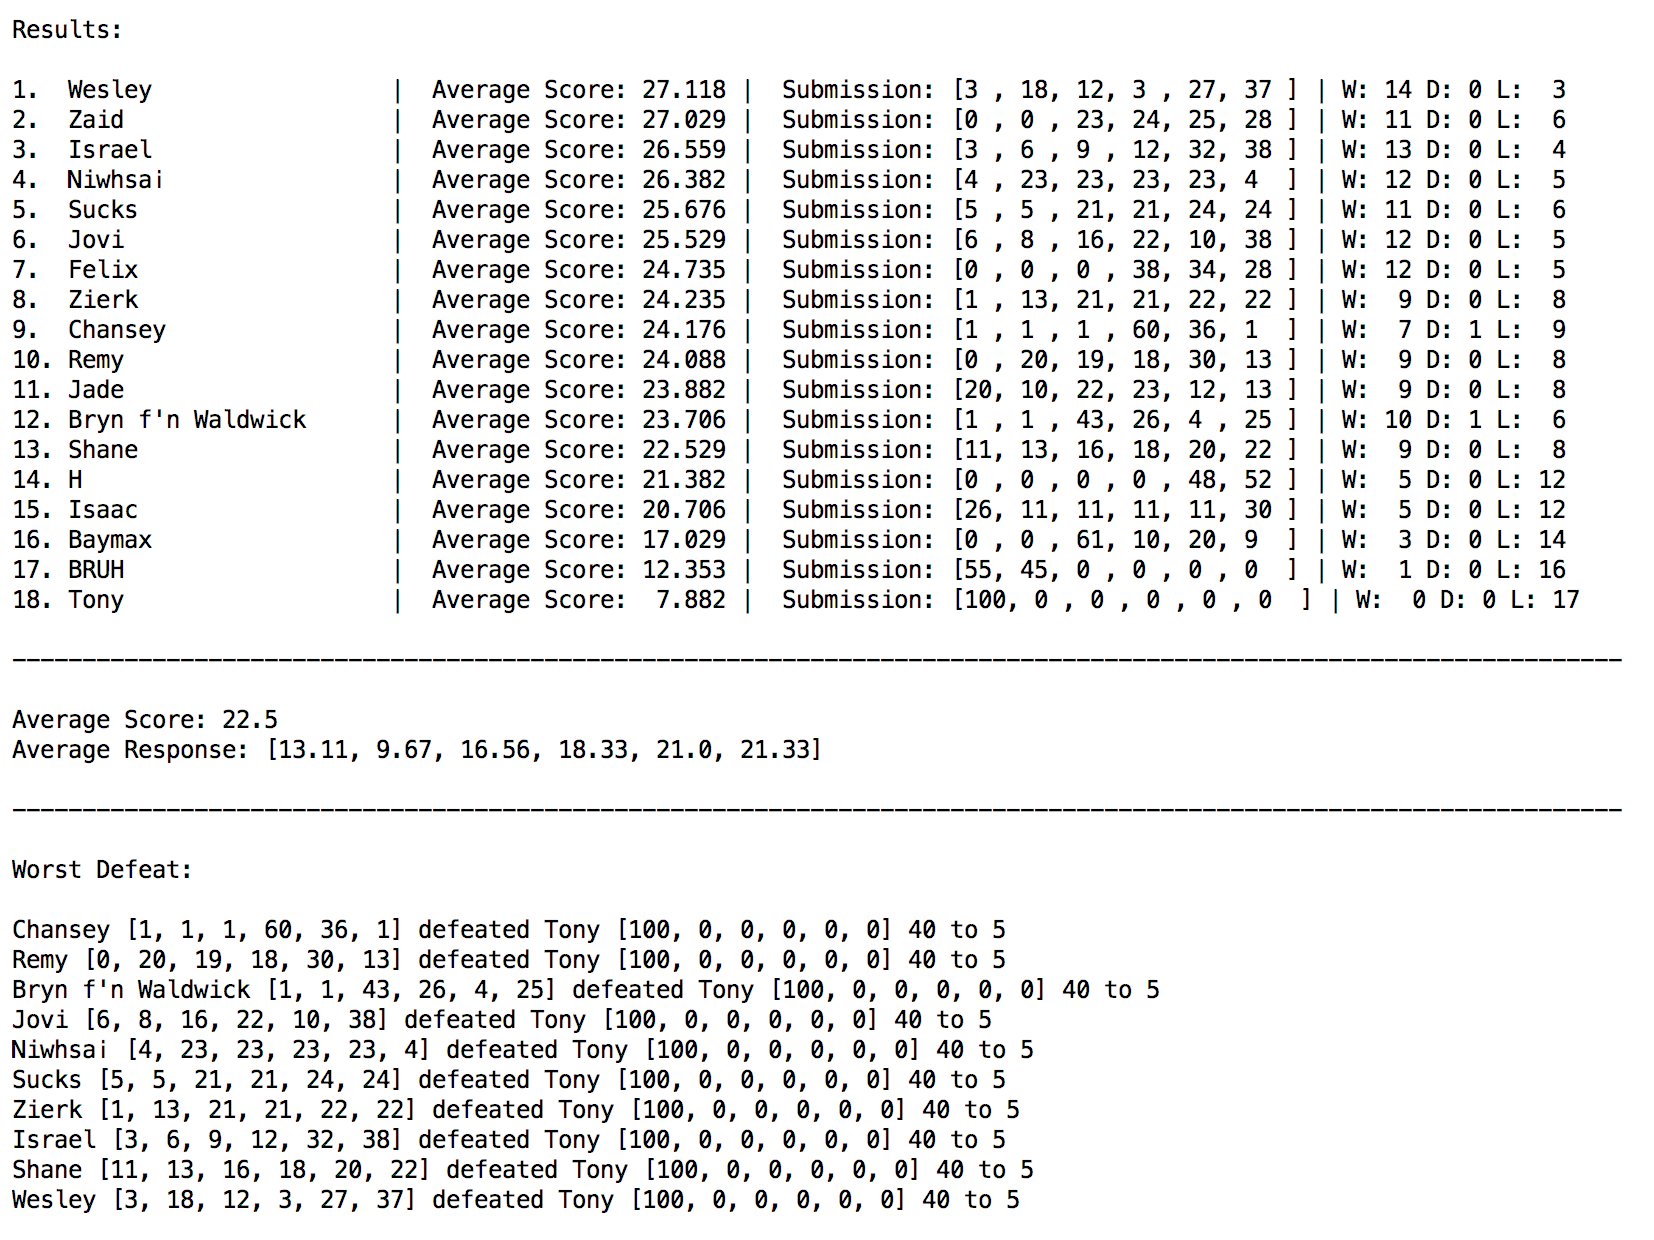 Results:
1.  Wesley                 |  Average Score: 27.118 |  Submission: [3 , 18, 12, 3 , 27, 37 ] | W: 14 D: 0 L:  3
2.  Zaid                   |  Average Score: 27.029 |  Submission: [0 , 0 , 23, 24, 25, 28 ] | W: 11 D: 0 L:  6
3.  Israel                 |  Average Score: 26.559 |  Submission: [3 , 6 , 9 , 12, 32, 38 ] | W: 13 D: 0 L:  4
4.  Niwhsai                |  Average Score: 26.382 |  Submission: [4 , 23, 23, 23, 23, 4  ] | W: 12 D: 0 L:  5
5.  Sucks                  |  Average Score: 25.676 |  Submission: [5 , 5 , 21, 21, 24, 24 ] | W: 11 D: 0 L:  6
6.  Jovi                   |  Average Score: 25.529 |  Submission: [6 , 8 , 16, 22, 10, 38 ] | W: 12 D: 0 L:  5
7.  Felix                  |  Average Score: 24.735 |  Submission: [0 , 0 , 0 , 38, 34, 28 ] | W: 12 D: 0 L:  5
8.  Zierk                  |  Average Score: 24.235 |  Submission: [1 , 13, 21, 21, 22, 22 ] | W:  9 D: 0 L:  8
9.  Chansey                |  Average Score: 24.176 |  Submission: [1 , 1 , 1 , 60, 36, 1  ] | W:  7 D: 1 L:  9
10. Remy                   |  Average Score: 24.088 |  Submission: [0 , 20, 19, 18, 30, 13 ] | W:  9 D: 0 L:  8
11. Jade                   |  Average Score: 23.882 |  Submission: [20, 10, 22, 23, 12, 13 ] | W:  9 D: 0 L:  8
12. Bryn f'n Waldwick      |  Average Score: 23.706 |  Submission: [1 , 1 , 43, 26, 4 , 25 ] | W: 10 D: 1 L:  6
13. Shane                  |  Average Score: 22.529 |  Submission: [11, 13, 16, 18, 20, 22 ] | W:  9 D: 0 L:  8
14. H                      |  Average Score: 21.382 |  Submission: [0 , 0 , 0 , 0 , 48, 52 ] | W:  5 D: 0 L: 12
15. Isaac                  |  Average Score: 20.706 |  Submission: [26, 11, 11, 11, 11, 30 ] | W:  5 D: 0 L: 12
16. Baymax                 |  Average Score: 17.029 |  Submission: [0 , 0 , 61, 10, 20, 9  ] | W:  3 D: 0 L: 14
17. BRUH                   |  Average Score: 12.353 |  Submission: [55, 45, 0 , 0 , 0 , 0  ] | W:  1 D: 0 L: 16
18. Tony                   |  Average Score:  7.882 |  Submission: [100, 0 , 0 , 0 , 0 , 0  ] | W:  0 D: 0 L: 17
Average Score: 22.5
Average Response: [13.11, 9.67, 16.56, 18.33, 21.0, 21.33]
Worst Defeat:
Chansey [1, 1, 1, 60, 36, 1] defeated Tony [100, 0, 0, 0, 0, 0] 40 to 5
Remy [0, 20, 19, 18, 30, 13] defeated Tony [100, 0, 0, 0, 0, 0] 40 to 5
Bryn f'n Waldwick [1, 1, 43, 26, 4, 25] defeated Tony [100, 0, 0, 0, 0, 0] 40 to 5
Jovi [6, 8, 16, 22, 10, 38] defeated Tony [100, 0, 0, 0, 0, 0] 40 to 5
Niwhsai [4, 23, 23, 23, 23, 4] defeated Tony [100, 0, 0, 0, 0, 0] 40 to 5
Sucks [5, 5, 21, 21, 24, 24] defeated Tony [100, 0, 0, 0, 0, 0] 40 to 5
Zierk [1, 13, 21, 21, 22, 22] defeated Tony [100, 0, 0, 0, 0, 0] 40 to 5
Israel [3, 6, 9, 12, 32, 38] defeated Tony [100, 0, 0, 0, 0, 0] 40 to 5
Shane [11, 13, 16, 18, 20, 22] defeated Tony [100, 0, 0, 0, 0, 0] 40 to 5
Wesley [3, 18, 12, 3, 27, 37] defeated Tony [100, 0, 0, 0, 0, 0] 40 to 5